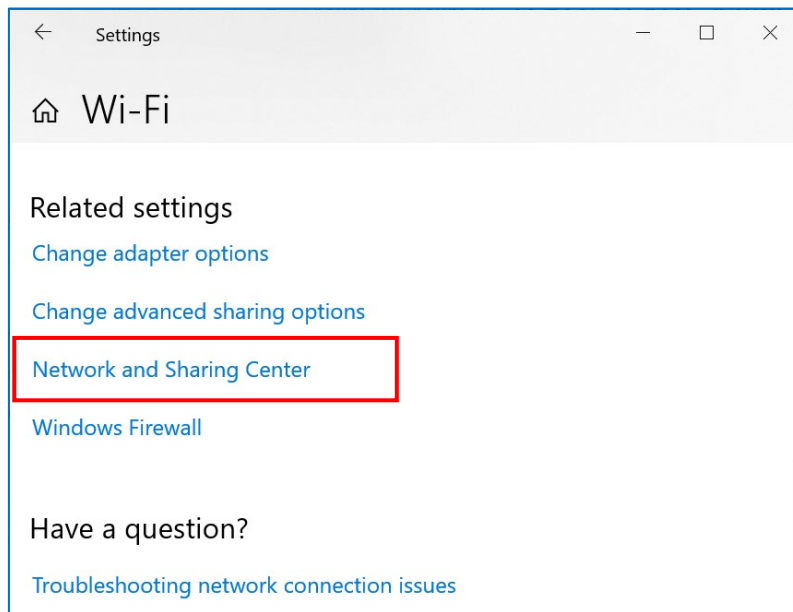 Settings
Wi-Fi
Related settings
Change adapter options
Change advanced sharing options
Network and Sharing Center
Windows Firewall
Have a question?
Troubleshooting network connection issues